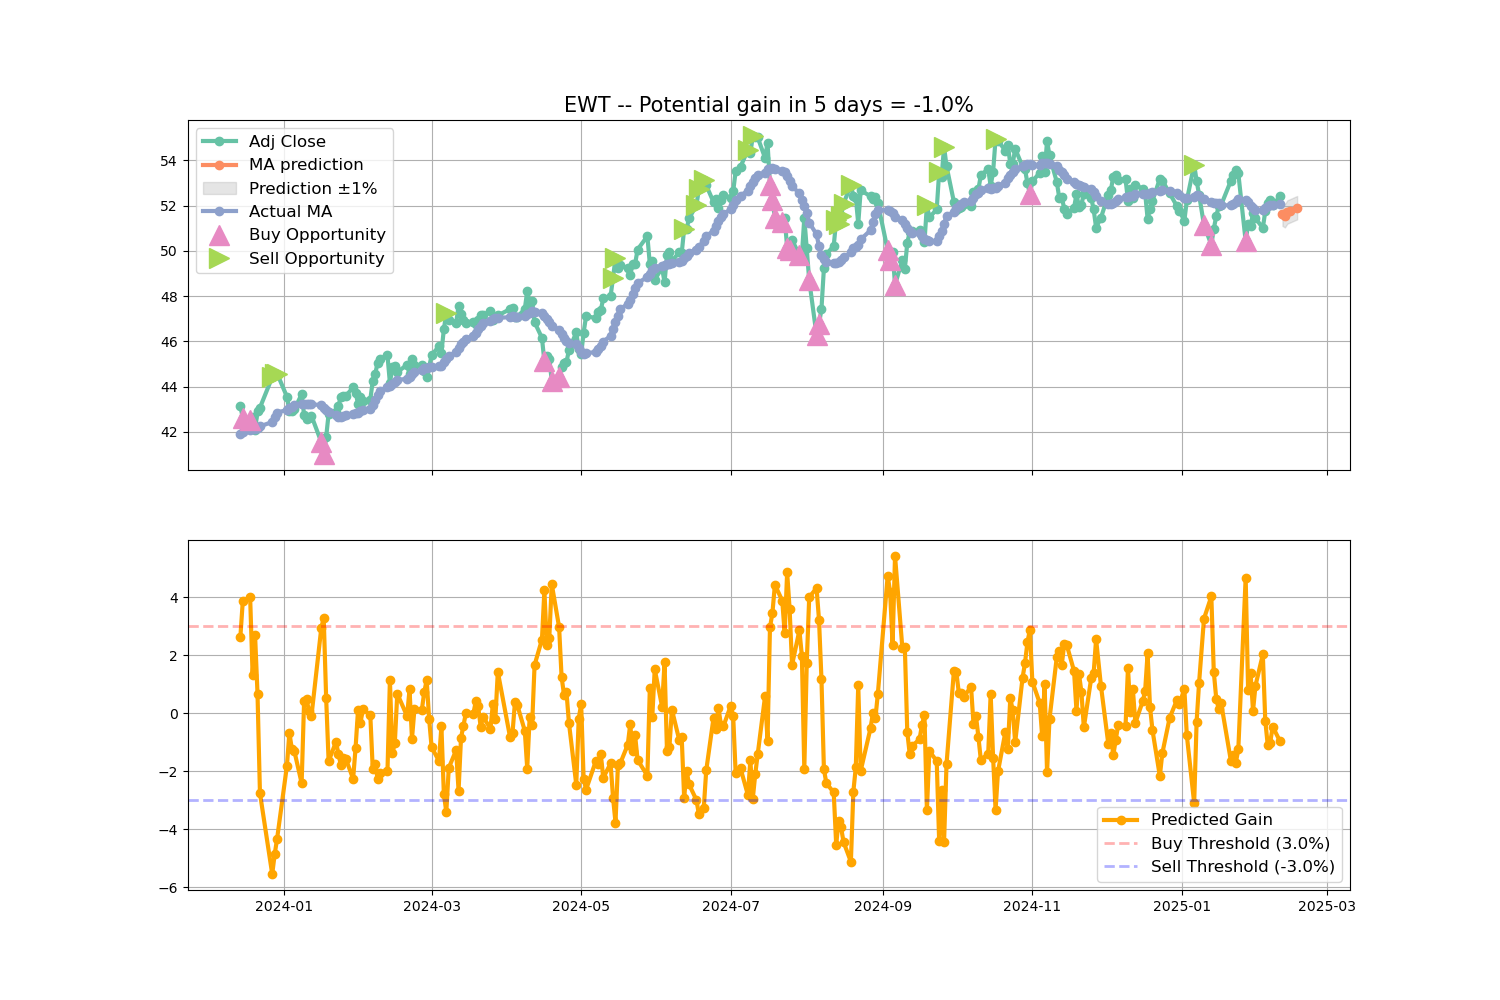 EWT -- Potential gain in 5 days = -1.0%
Adj Close
MA prediction
Prediction ±1%
Actual MA
Buy Opportunity
Sell Opportunity
54
52
50
48
46
44
42
4
2
0
−2
−4
−6
Predicted Gain
Buy Threshold (3.0%)
Sell Threshold (-3.0%)
2024-01 2024-03 2024-05 2024-07 2024-09 2024-11 2025-01 2025-03